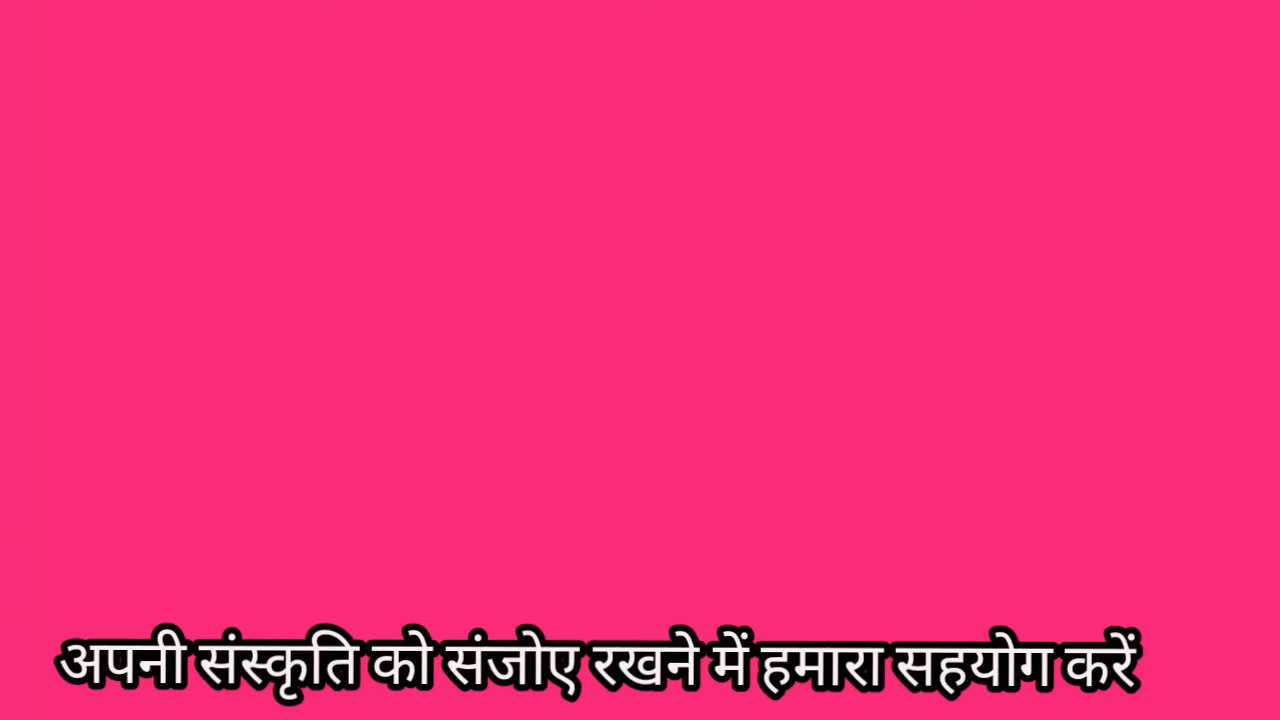 अपनी संस्कृति को संजोए रखने में हमारा सहयोग करें